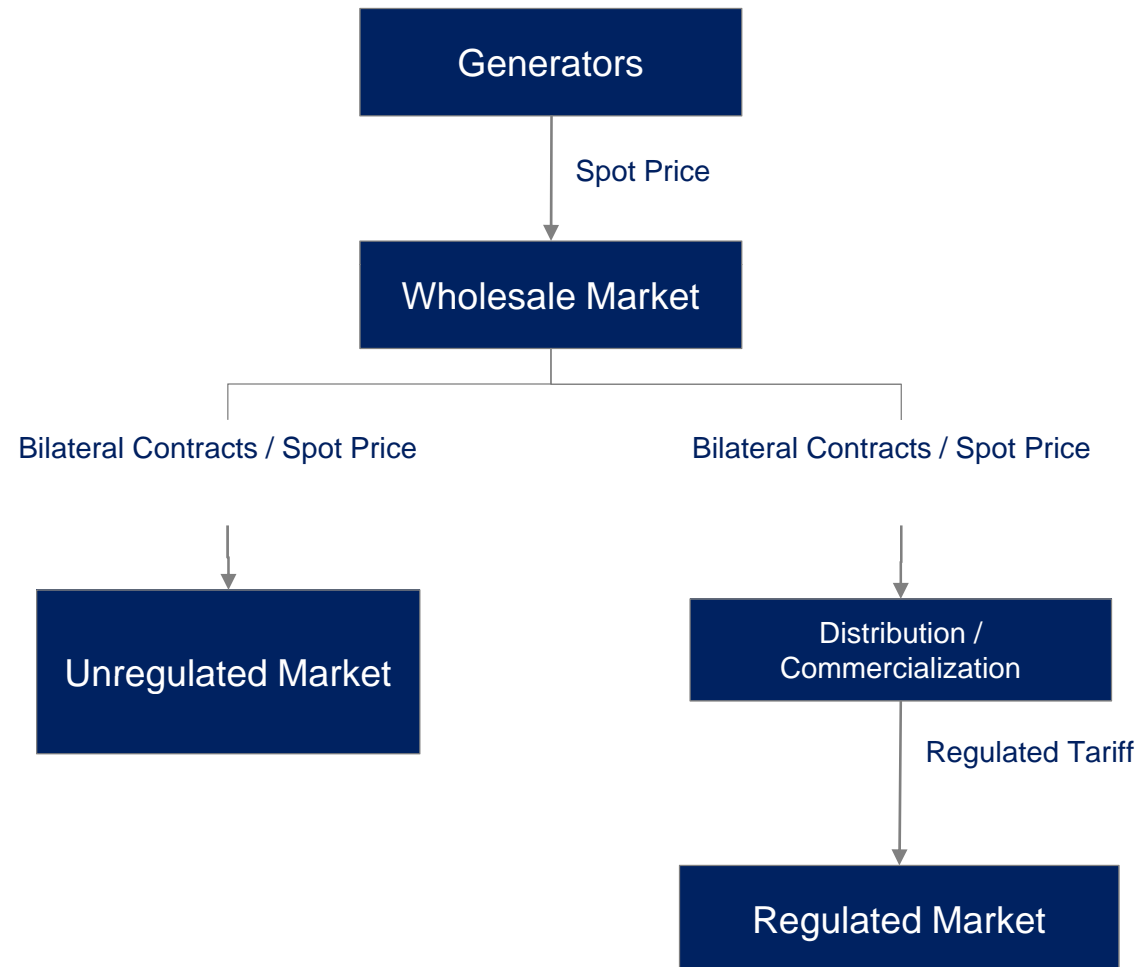 Generators
Spot Price
Wholesale Market
Bilateral Contracts / Spot Price
Bilateral Contracts / Spot Price
Unregulated Market
Distribution /
Commercialization
Regulated Tariff
Regulated Market